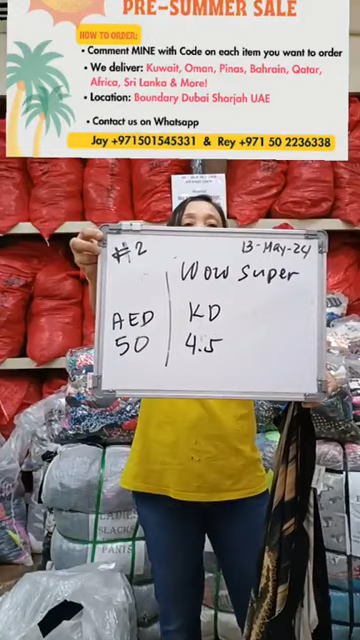 PRE-SUMMER SALE
HOW TO ORDER:
• Comment MINE with Code on each item you want to order
• We deliver: Kuwait, Oman, Pinas, Bahrain, Qatar,
Africa, Sri Lanka & More!
• Location: Boundary Dubai Sharjah UAE
• Contact us on Whatsapp
Jay +971501545331 & Rey +971 50 2236338
#2
13-May-24
Wow Super
AED
KD
50
4.5
LADIES
SLACKS
PANTS